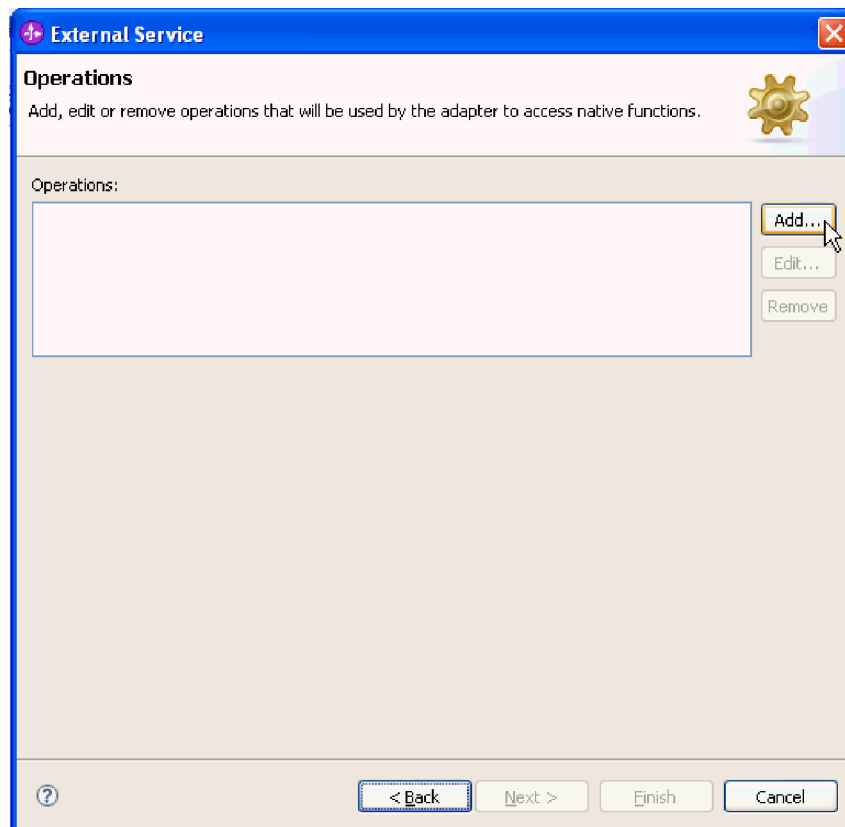 External Service
Operations
Add, edit or remove operations that will be used by the adapter to access native functions.
Operations:
Add...
Edit...
Remove
< Back
Next >
Finish
Cancel